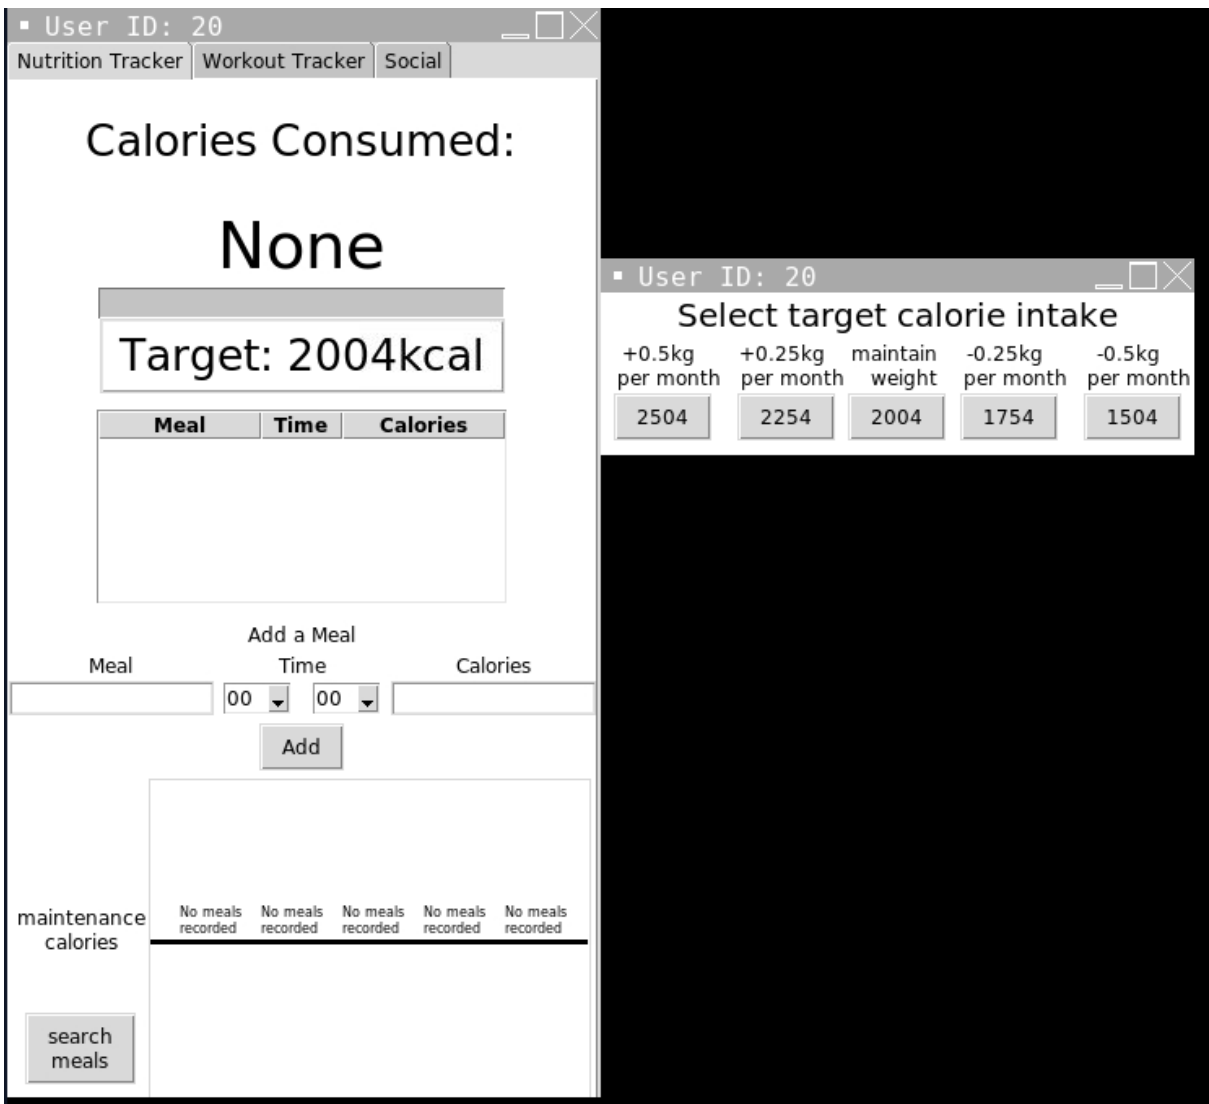 User ID: 20
Nutrition Tracker Workout Tracker Social
Calories Consumed:
None
Target: 2004kcal
Meal Time Calories
Add a Meal
Meal Time Calories
00 00
Add
No meals recorded
No meals recorded
No meals recorded
No meals recorded
No meals recorded
maintenance
calories
search
meals
User ID: 20
Select target calorie intake
+0.5kg +0.25kg maintain -0.25kg -0.5kg
per month per month weight per month per month
2504 2254 2004 1754 1504